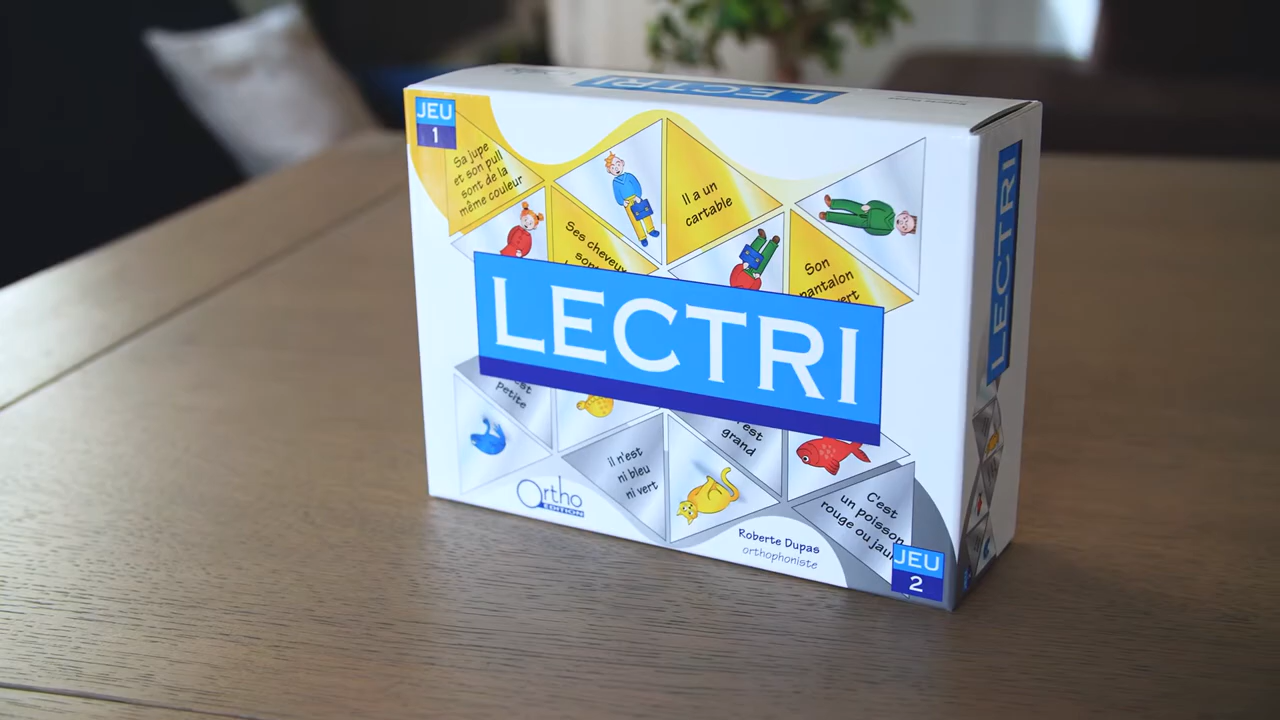 LECTRI
JEU
1
Sa jupe
et son pull
sont de la
même couleur
Il a un
cartable
Ses cheveux
Son
pantalon
LECTRI
LECTRI
est
petite
est
grand
il n'est
ni bleu
ni vert
C'est
un poisson
rouge ou
Ortho
EDITION
Roberte Dupas
orthophoniste
JEU
2